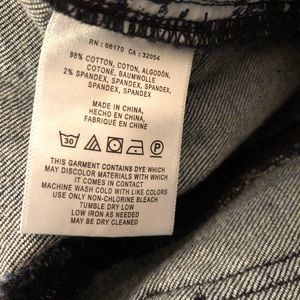 RN : 66170 CA : 32054
98% COTTON, COTON, ALGODÓN,
COTONE, BAUMWOLLE
2% SPANDEX, SPANDEX, SPANDEX,
SPANDEX, SPANDEX
MADE IN CHINA,
HECHO EN CHINA,
FABRIQUÉ EN CHINE
30 P
THIS GARMENT CONTAINS DYE WHICH
MAY DISCOLOR MATERIALS WITH WHICH
IT COMES IN CONTACT
MACHINE WASH COLD WITH LIKE COLORS
USE ONLY NON-CHLORINE BLEACH
TUMBLE DRY LOW
LOW IRON AS NEEDED
MAY BE DRY CLEANED